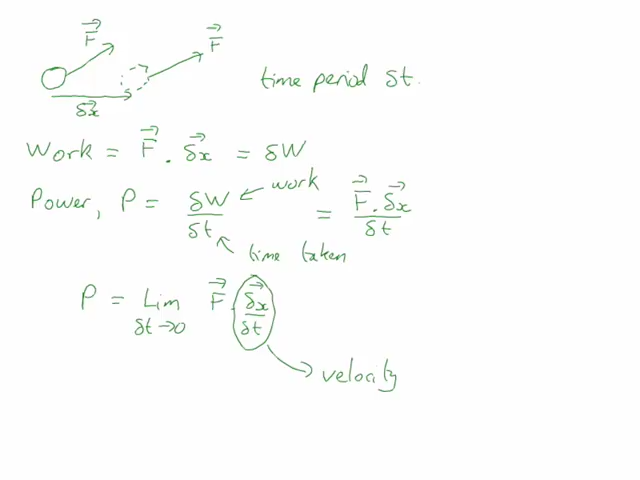 F⃗ F⃗
δx⃗
time period δt.
Work = F⃗ . δx⃗ = δW
Power, P = δW/δt ← work = F⃗ . δx⃗/δt
time taken
P = Lim δt→0 F⃗ . δx⃗/δt
velocity